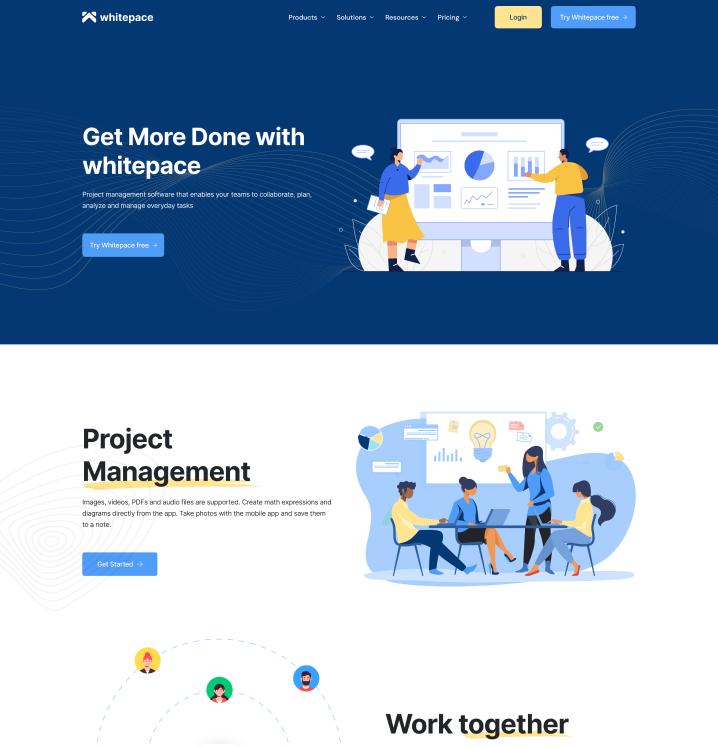 whitepace
Products
Solutions
Resources
Pricing
Login
Try Whitepace free
Get More Done with
whitepace
Project management software that enables your teams to collaborate, plan,
analyze and manage everyday tasks
Try Whitepace free
Project
Management
Images, videos, PDFs and audio files are supported. Create math expressions and
diagrams directly from the app. Take photos with the mobile app and save them
to a note.
Get Started
Work together